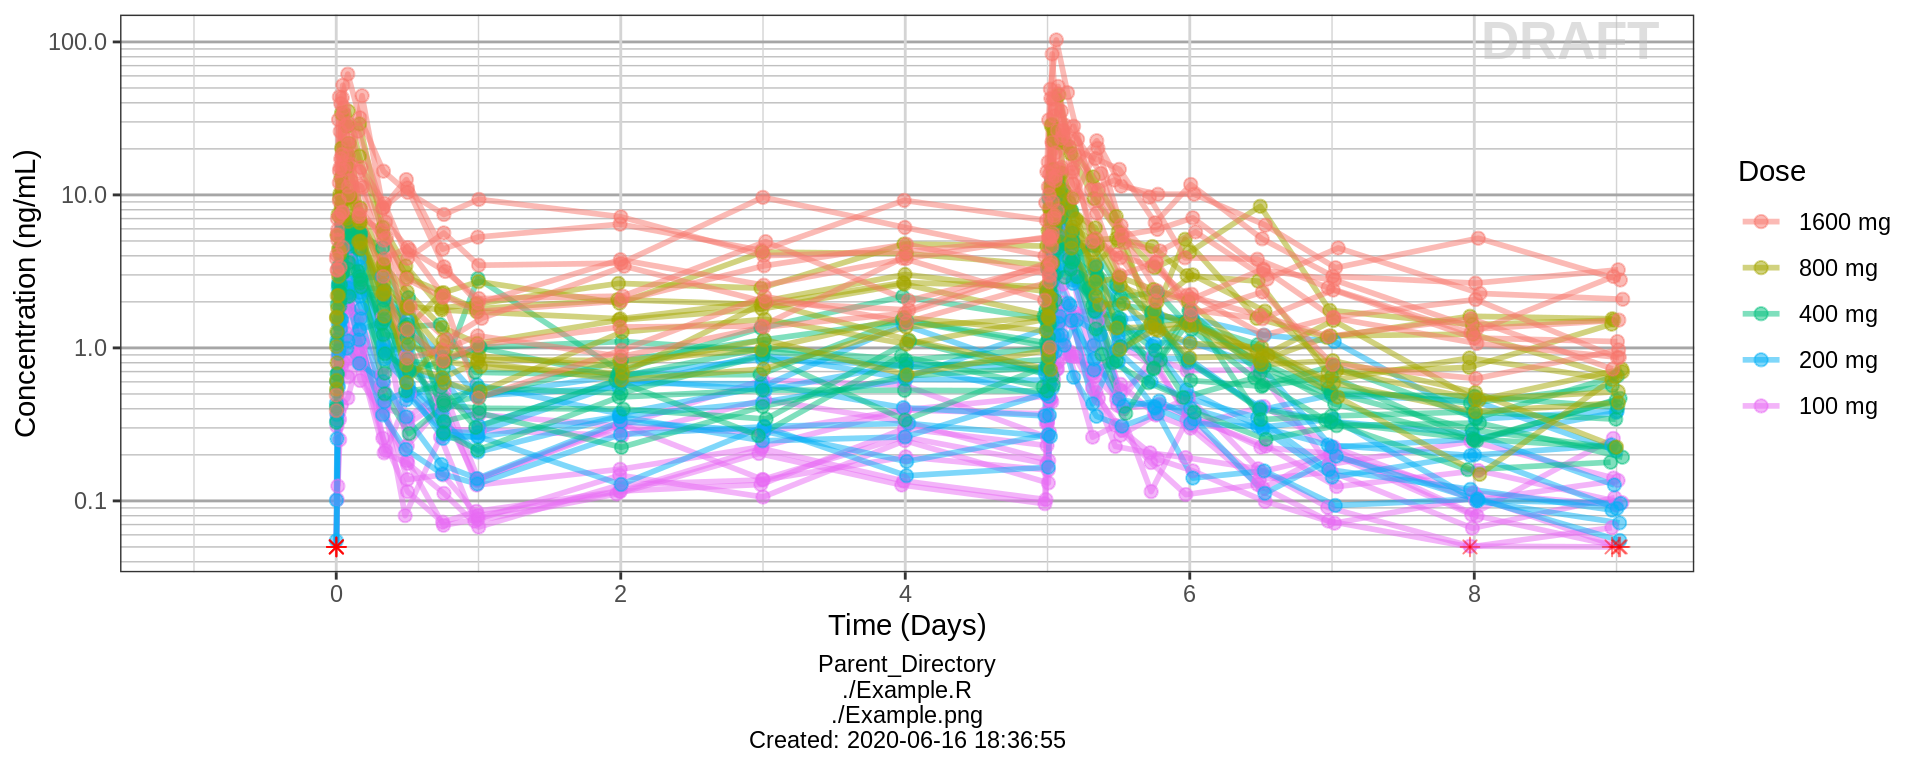 DRAFT
Concentration (ng/mL)
100.0
10.0
1.0
0.1
0 2 4 6 8
Time (Days)
Parent_Directory
./Example.R
./Example.png
Created: 2020-06-16 18:36:55
Dose
1600 mg
800 mg
400 mg
200 mg
100 mg